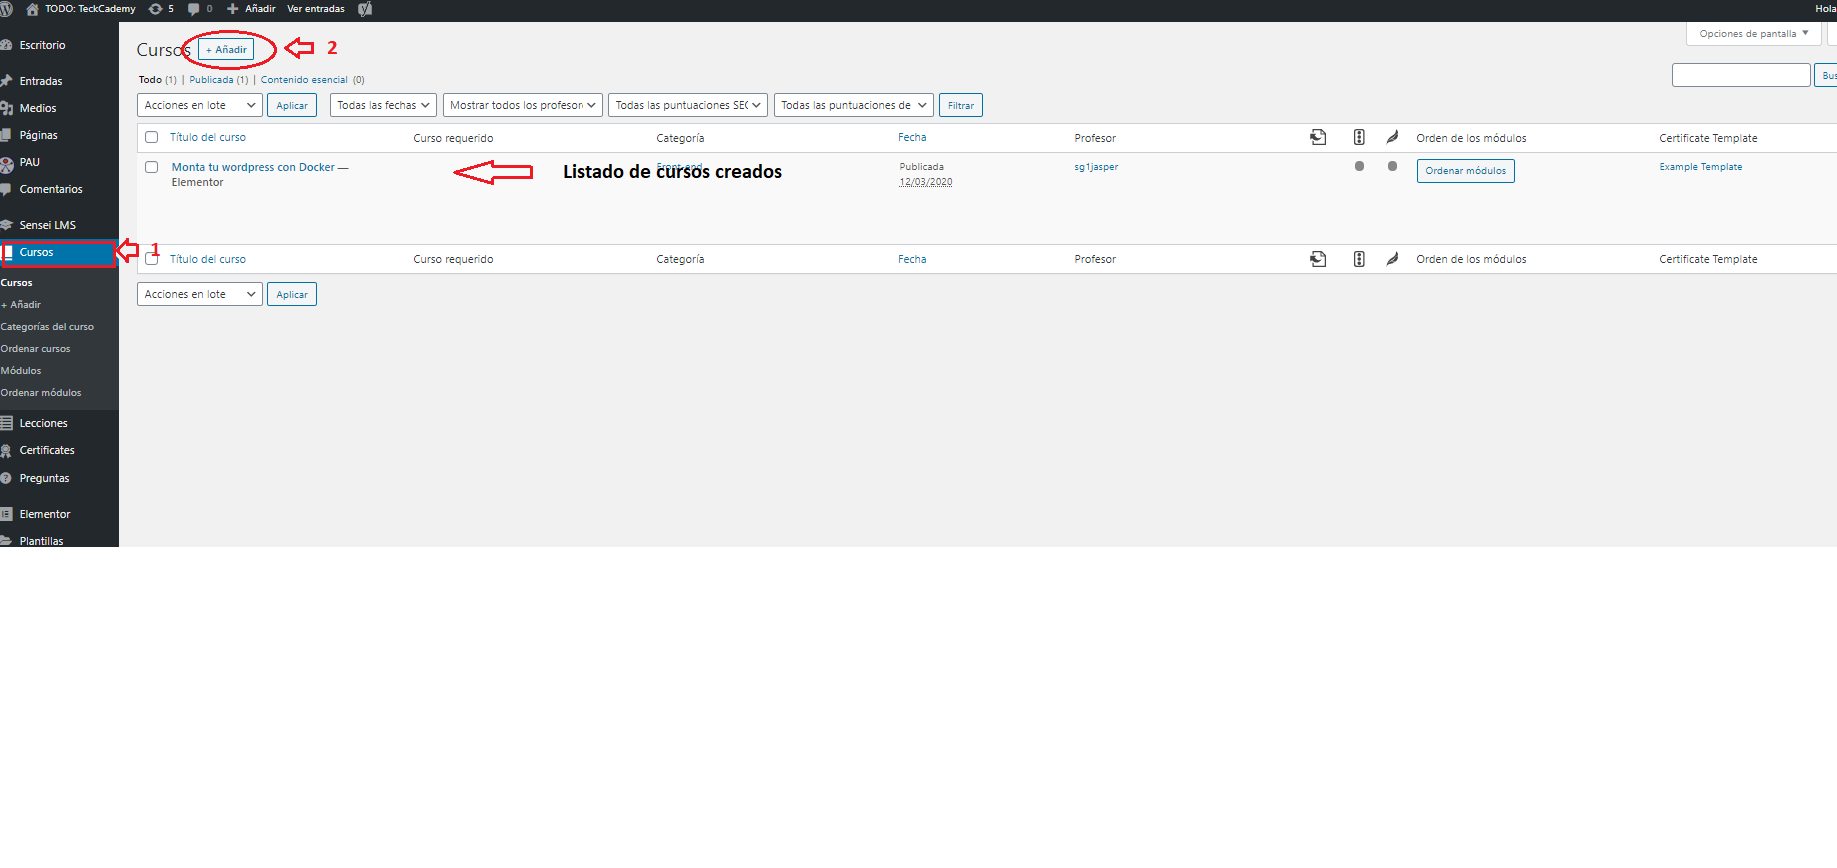 TODO: TeckCademy 5 0 Añadir Ver entradas Hola
Opciones de pantalla
Escritorio
Entradas
Medios
Páginas
PAU
Comentarios
Sensei LMS
Cursos
Cursos
+ Añadir
Categorías del curso
Ordenar cursos
Módulos
Ordenar módulos
Lecciones
Certificates
Preguntas
Elementor
Plantillas
1
Cursos + Añadir 2
Todo (1) | Publicada (1) | Contenido esencial (0)
Bus
Acciones en lote Aplicar Todas las fechas Mostrar todos los profesor Todas las puntuaciones SEC Todas las puntuaciones de Filtrar
Título del curso Curso requerido Categoría Fecha Profesor Orden de los módulos Certificate Template
Monta tu wordpress con Docker — Listado de cursos creados Front-end Publicada sg1jasper Ordenar módulos Example Template
Elementor 12/03/2020
Título del curso Curso requerido Categoría Fecha Profesor Orden de los módulos Certificate Template
Acciones en lote Aplicar